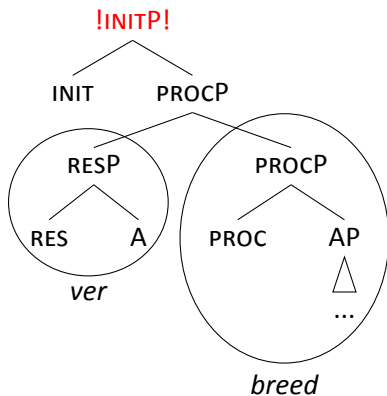 !INITP!
INIT PROCP
RESP PROCP
RES A PROC AP
ver ...
breed